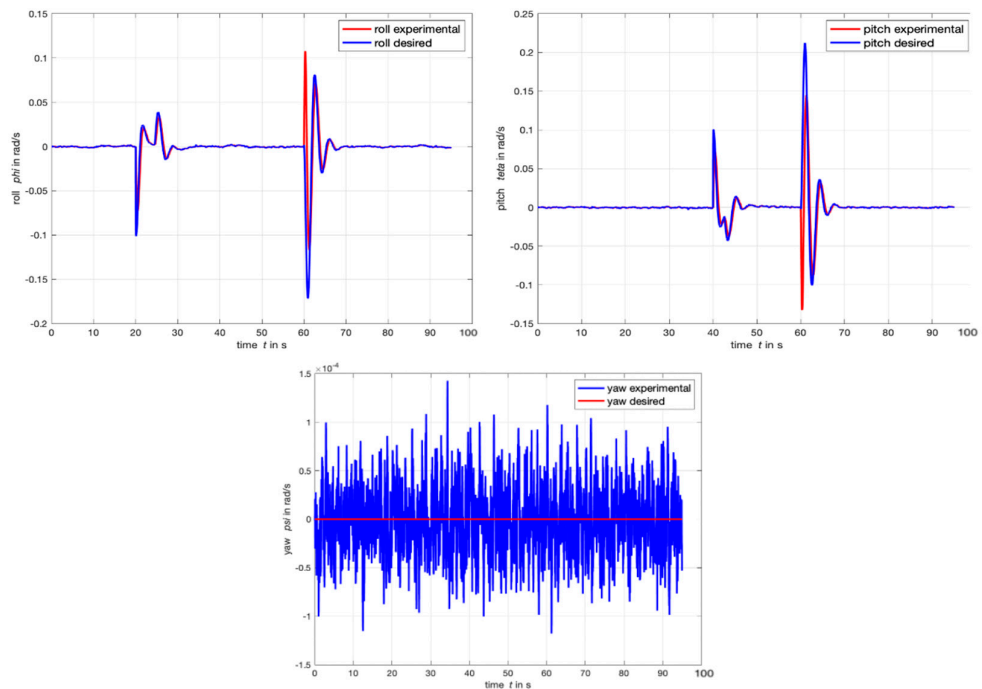 0.15
0.1
0.05
0
-0.05
-0.1
-0.15
-0.2
0 10 20 30 40 50 60 70 80 90 100
roll phi in rad/s
time t in s
roll experimental
roll desired
0.25
0.2
0.15
0.1
0.05
0
-0.05
-0.1
-0.15
0 10 20 30 40 50 60 70 80 90 100
pitch teta in rad/s
time t in s
pitch experimental
pitch desired
× 10⁻⁴
1.5
1
0.5
0
-0.5
-1
-1.5
0 10 20 30 40 50 60 70 80 90 100
yaw psi in rad/s
time t in s
yaw experimental
yaw desired